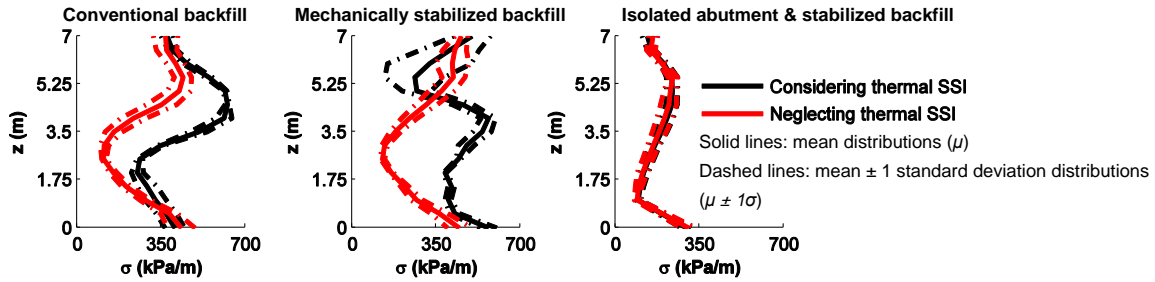 Conventional backfill
7
5.25
3.5
1.75
0
z (m)
0 350 700
σ (kPa/m)
Mechanically stabilized backfill
7
5.25
3.5
1.75
0
z (m)
0 350 700
σ (kPa/m)
Isolated abutment & stabilized backfill
7
5.25
3.5
1.75
0
z (m)
0 350 700
σ (kPa/m)
Considering thermal SSI
Neglecting thermal SSI
Solid lines: mean distributions (μ)
Dashed lines: mean ± 1 standard deviation distributions
(μ ± 1σ)